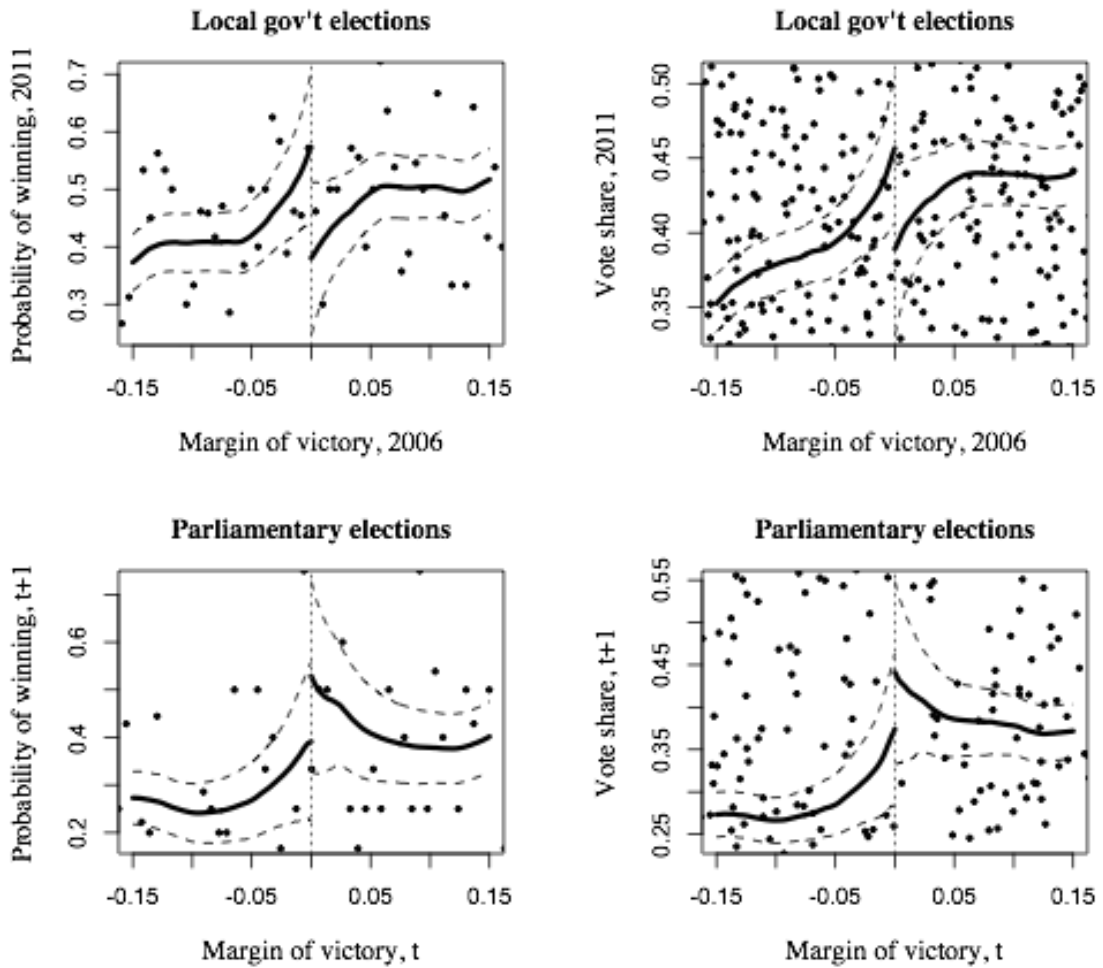 Local gov't elections
Probability of winning, 2011
0.7
0.6
0.5
0.4
0.3
-0.15 -0.05 0.05 0.15
Margin of victory, 2006
Local gov't elections
Vote share, 2011
0.50
0.45
0.40
0.35
-0.15 -0.05 0.05 0.15
Margin of victory, 2006
Parliamentary elections
Probability of winning, t+1
0.6
0.4
0.2
-0.15 -0.05 0.05 0.15
Margin of victory, t
Parliamentary elections
Vote share, t+1
0.55
0.45
0.35
0.25
-0.15 -0.05 0.05 0.15
Margin of victory, t